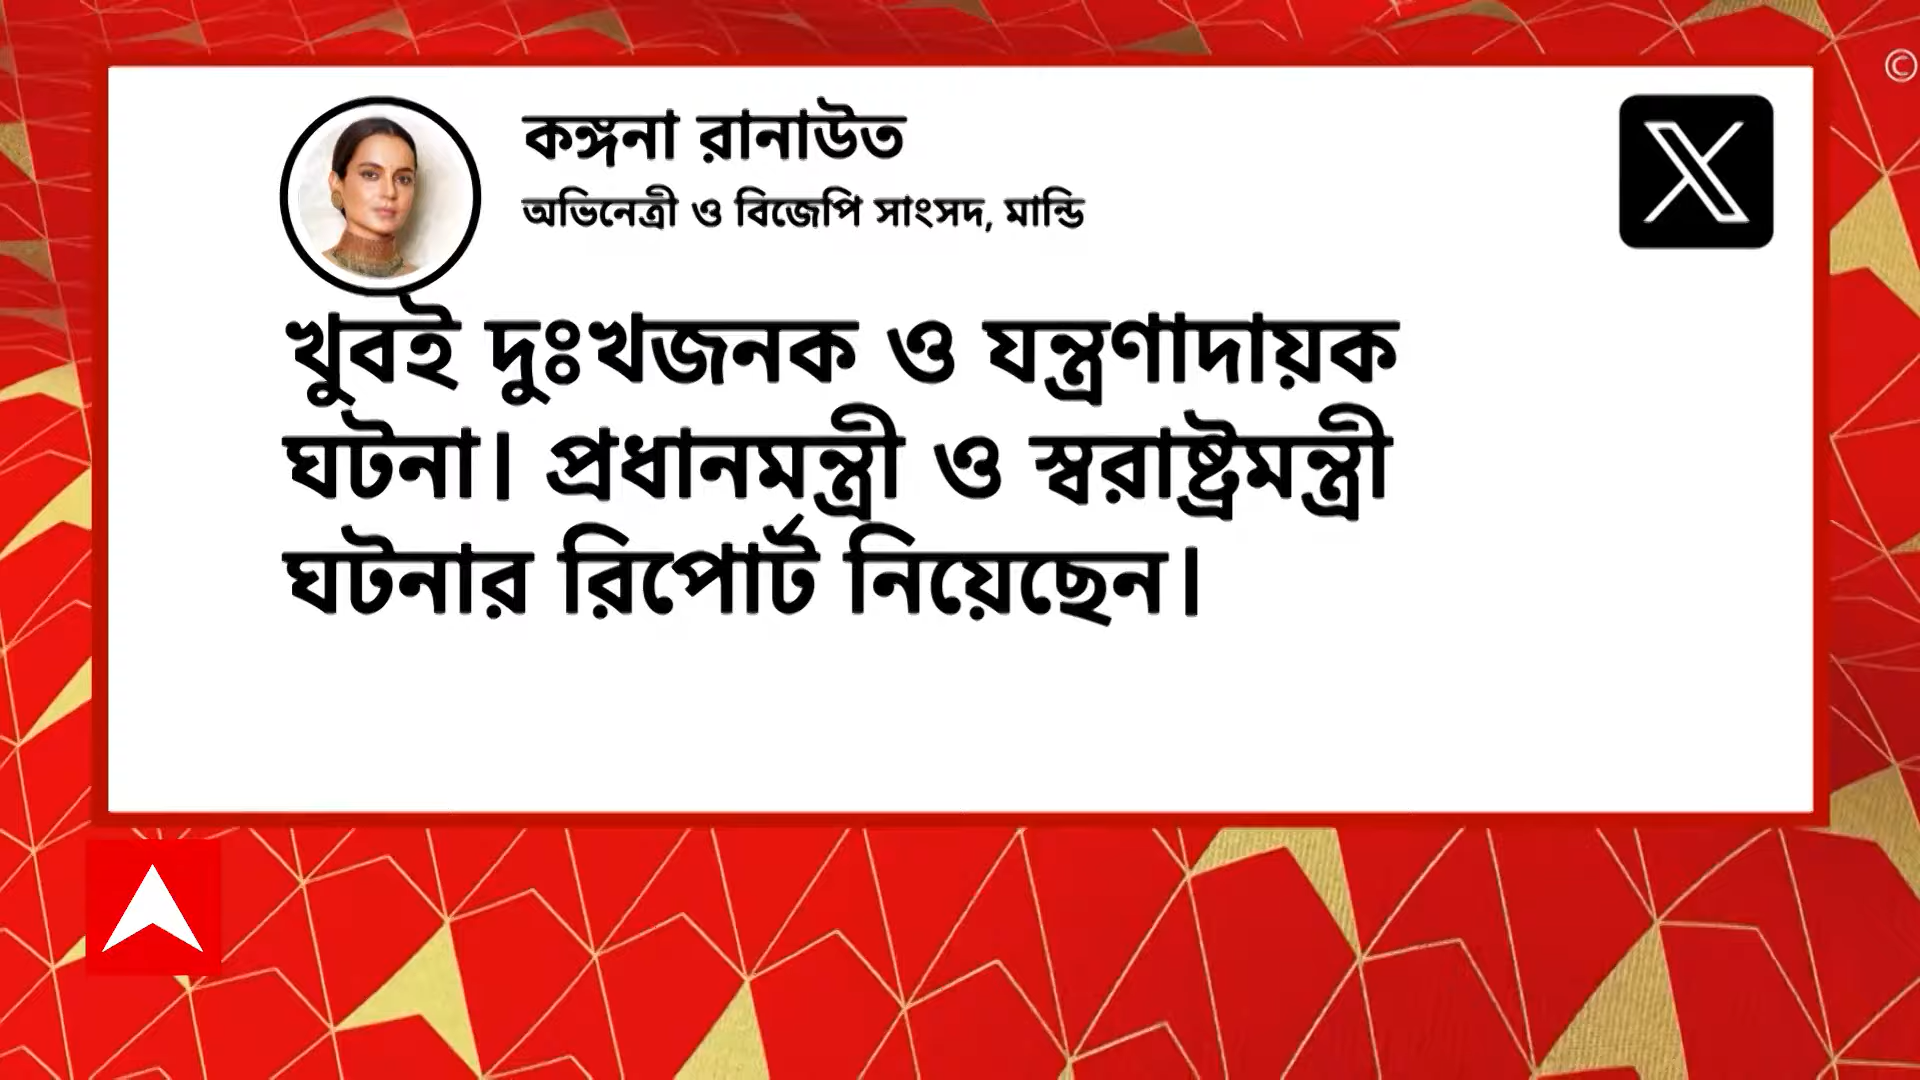 কঙ্গনা রানাউত
অভিনেত্রী ও বিজেপি সাংসদ, মান্ডি
খুবই দুঃখজনক ও যন্ত্রণাদায়ক
ঘটনা। প্রধানমন্ত্রী ও স্বরাষ্ট্রমন্ত্রী
ঘটনার রিপোর্ট নিয়েছেন।
©